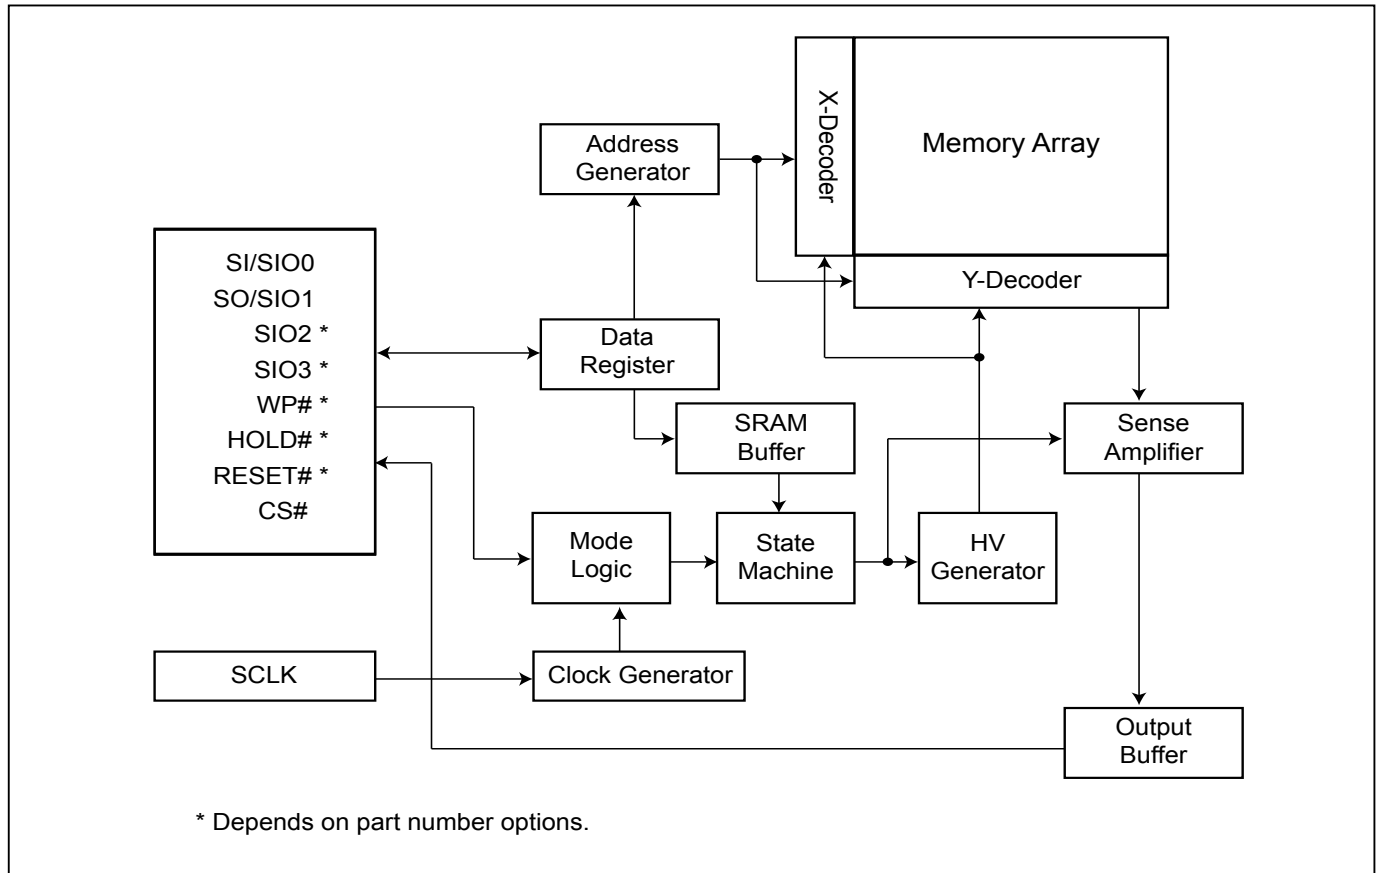 X-Decoder
Memory Array
Address
Generator
SI/SIO0
SO/SIO1
SIO2 *
SIO3 *
WP# *
HOLD# *
RESET# *
CS#
Y-Decoder
Data
Register
SRAM
Buffer
Sense
Amplifier
Mode
Logic
State
Machine
HV
Generator
SCLK
Clock Generator
Output
Buffer
* Depends on part number options.